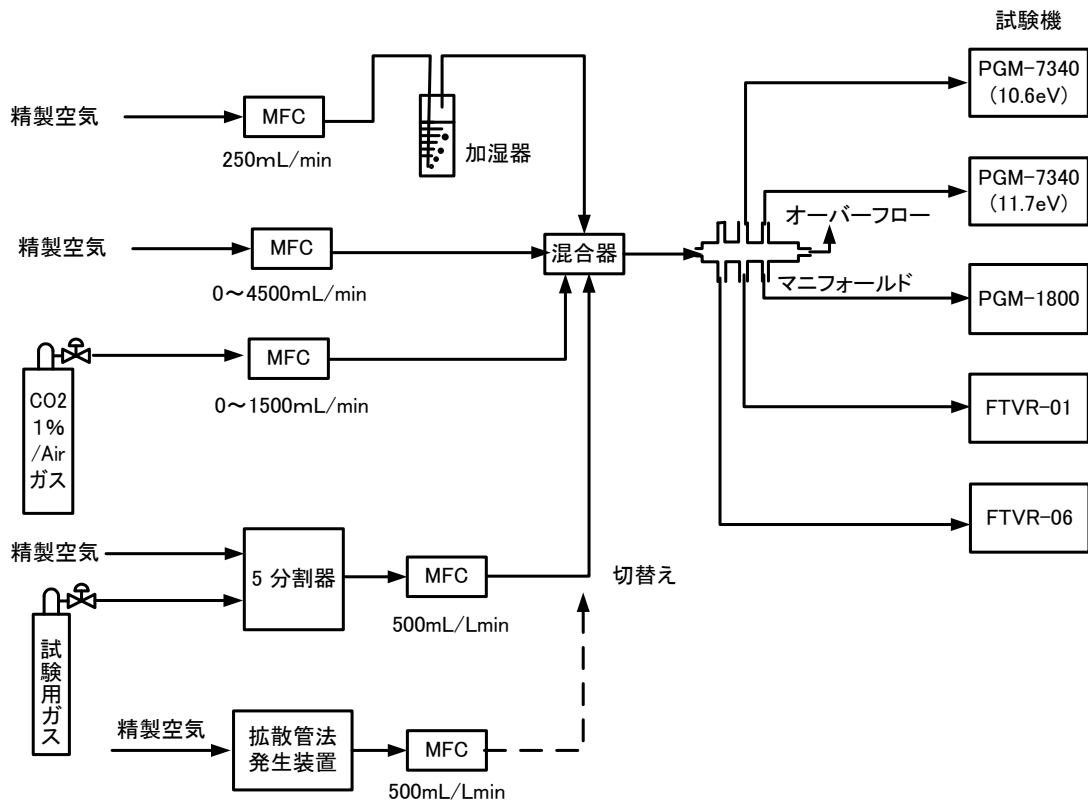 試験機
PGM-7340
(10.6eV)
精製空気
MFC
250mL/min
加湿器
PGM-7340
(11.7eV)
オーバーフロー
精製空気
MFC
0～4500mL/min
混合器
マニフォールド
PGM-1800
MFC
0～1500mL/min
CO2
1%
/Air
ガス
FTVR-01
FTVR-06
精製空気
5 分割器
MFC
500mL/Lmin
切替え
試験用ガス
精製空気
拡散管法
発生装置
MFC
500mL/Lmin